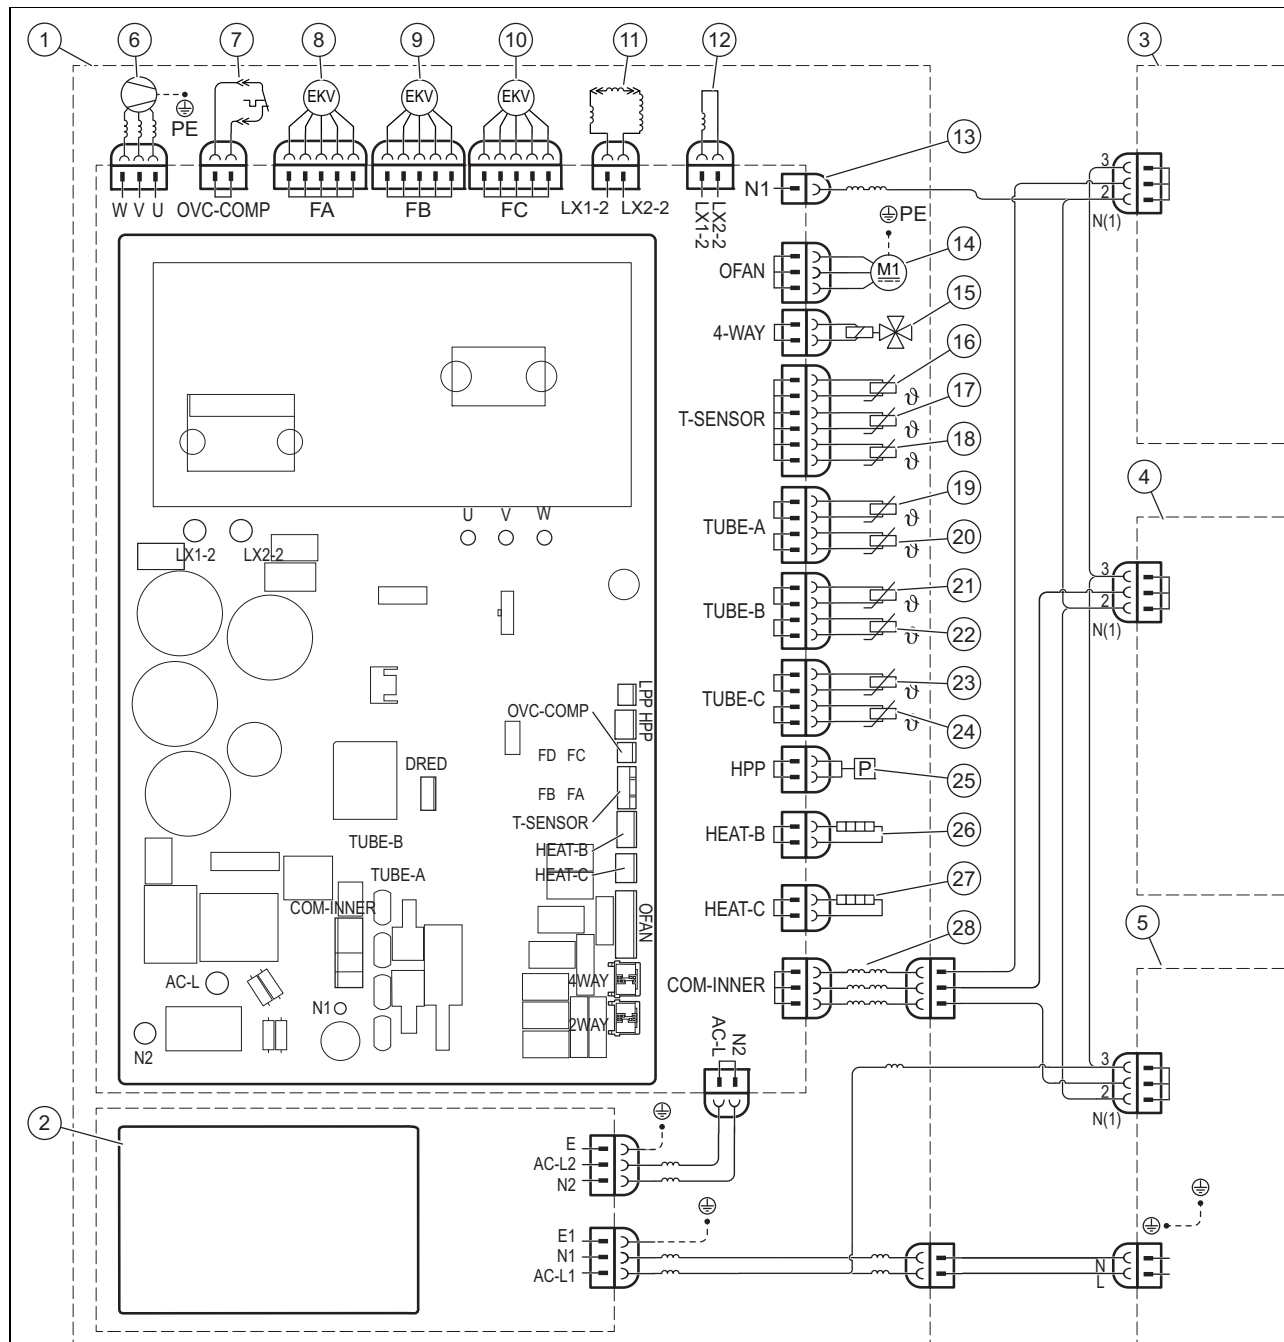 1
6
7
8
9
10
11
12
3
EKV
EKV
EKV
PE
13
3
2
N(1)
W V U
OVC-COMP
FA
FB
FC
LX1-2
LX2-2
LX1-2
LX2-2
N1
PE
OFAN
M1
14
4-WAY
15
T-SENSOR
16
ϑ
17
ϑ
18
ϑ
4
TUBE-A
19
ϑ
20
ϑ
U
V
W
LX1-2
LX2-2
TUBE-B
21
ϑ
22
ϑ
3
2
N(1)
TUBE-C
23
ϑ
24
ϑ
LPP HPP
OVC-COMP
FD FC
DRED
FB FA
HPP
P
25
T-SENSOR
TUBE-B
HEAT-B
HEAT-B
26
TUBE-A
HEAT-C
HEAT-C
27
COM-INNER
OFAN
28
5
AC-L
4WAY
COM-INNER
N1
2WAY
N2
AC-L
N2
3
2
N(1)
2
E
AC-L2
N2
E1
N1
AC-L1
N
L